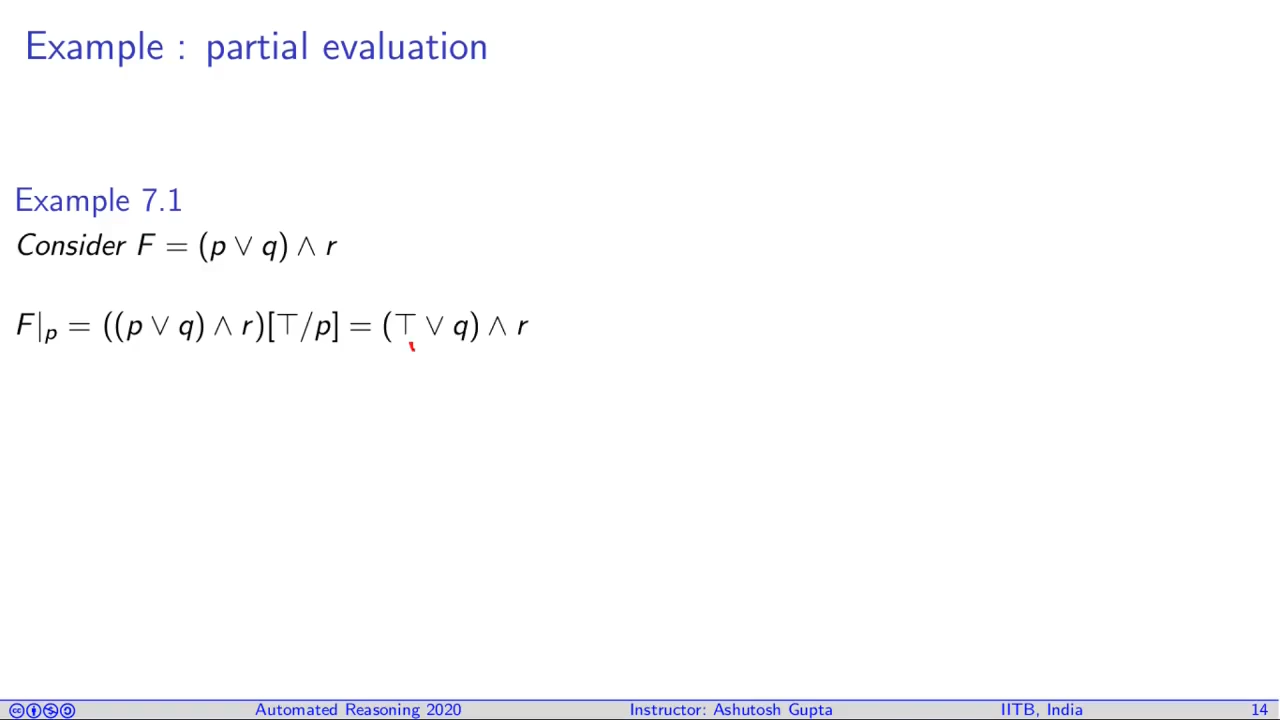 Example : partial evaluation
Example 7.1
Consider F = (p ∨ q) ∧ r
F|p = ((p ∨ q) ∧ r)[⊤/p] = (⊤ ∨ q) ∧ r
Automated Reasoning 2020 Instructor: Ashutosh Gupta IITB, India 14